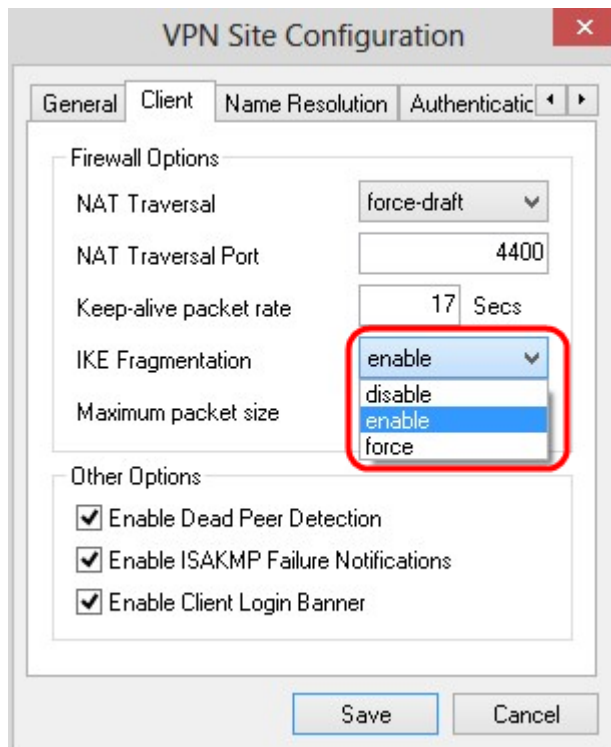 VPN Site Configuration
General Client Name Resolution Authenticatic
Firewall Options
NAT Traversal force-draft
NAT Traversal Port 4400
Keep-alive packet rate 17 Secs
IKE Fragmentation enable
disable
Maximum packet size enable
force
Other Options
Enable Dead Peer Detection
Enable ISAKMP Failure Notifications
Enable Client Login Banner
Save Cancel